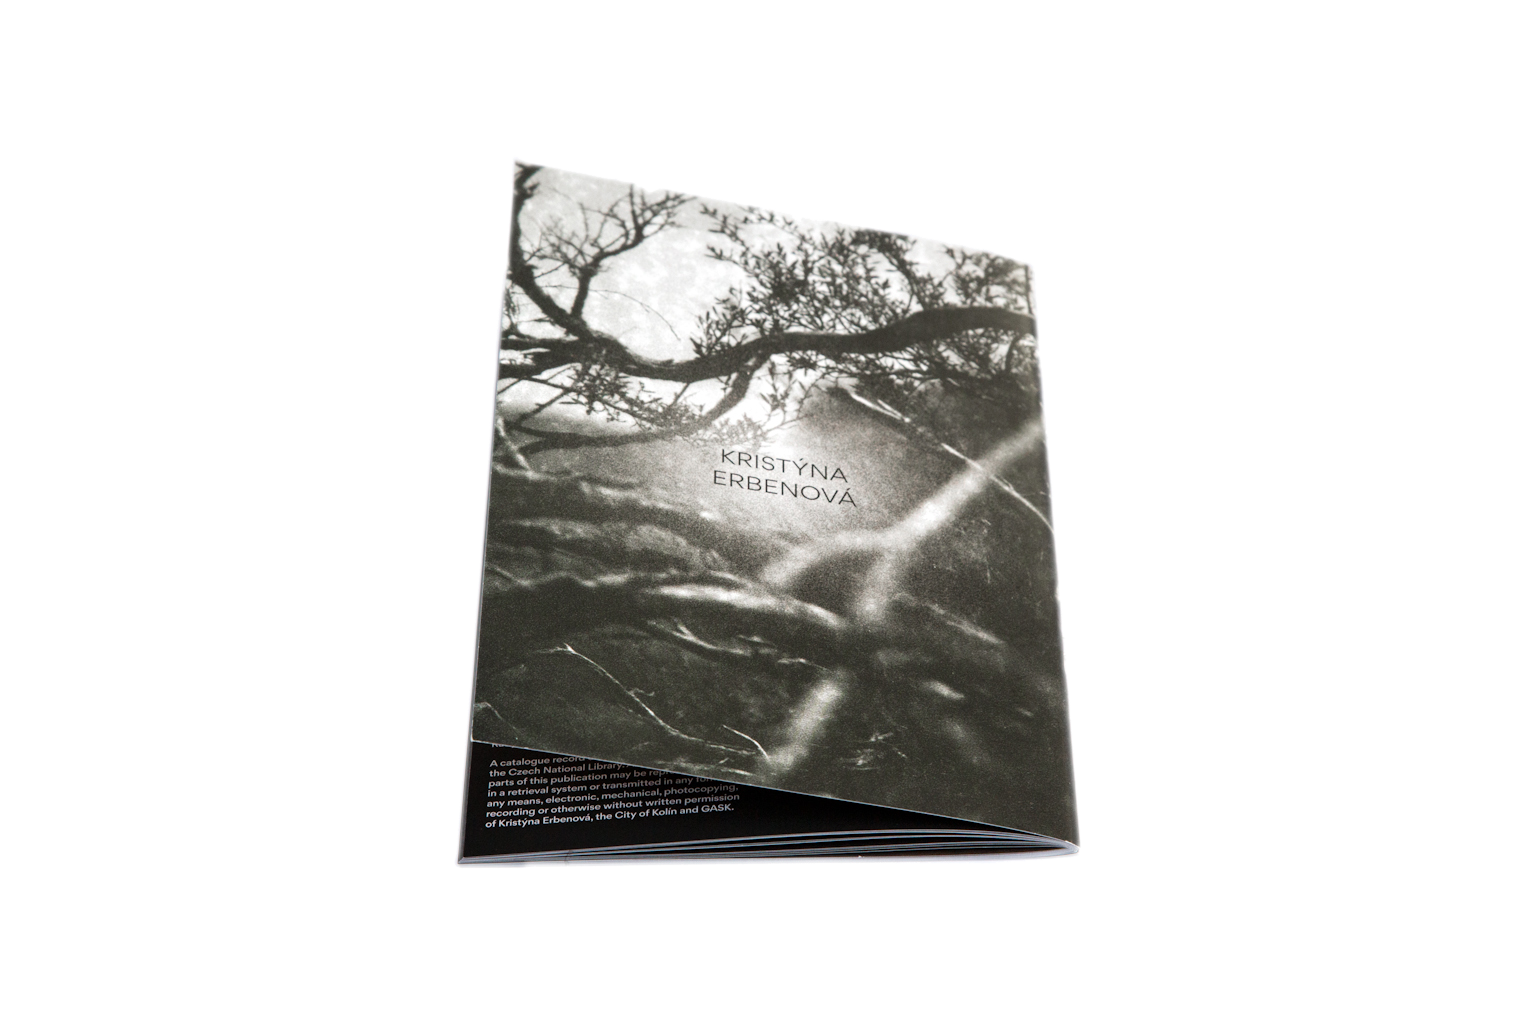 KRISTÝNA
ERBENOVÁ
A catalogue record
the Czech National Library.
parts of this publication may be
in a retrieval system or transmitted in any
any means, electronic, mechanical, photocopying,
recording or otherwise without written permission
of Kristýna Erbenová, the City of Kolín and GASK.